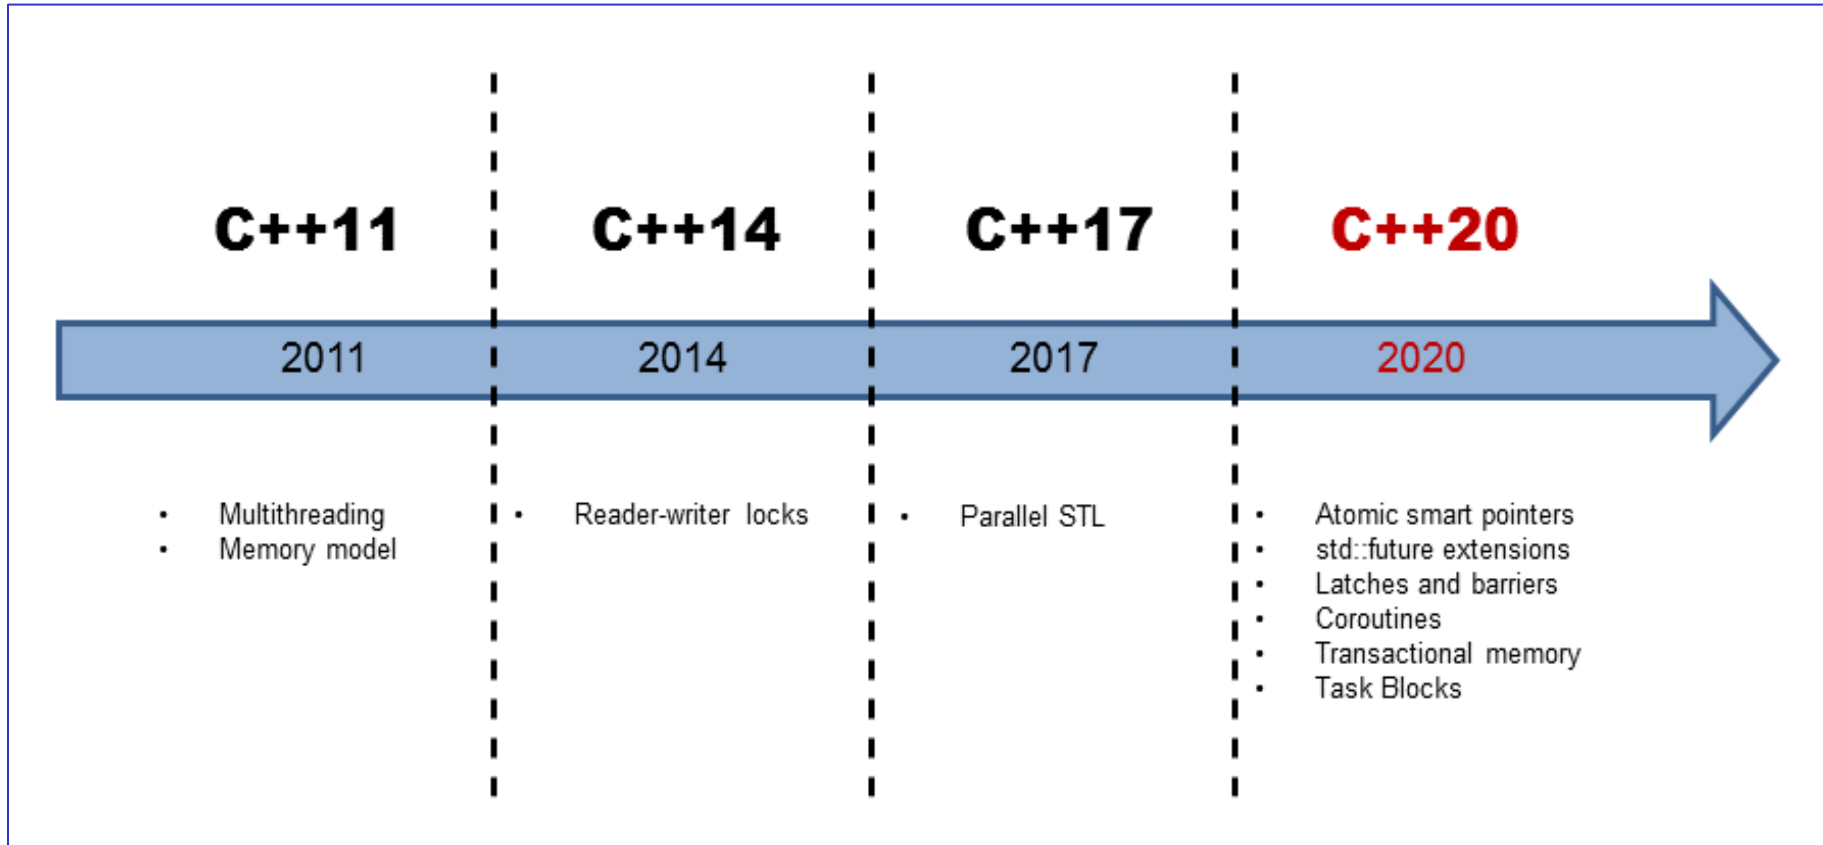 C++11
C++14
C++17
C++20
2011
2014
2017
2020
• Multithreading
• Memory model
• Reader-writer locks
• Parallel STL
• Atomic smart pointers
• std::future extensions
• Latches and barriers
• Coroutines
• Transactional memory
• Task Blocks